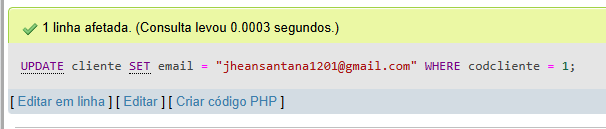 1 linha afetada. (Consulta levou 0.0003 segundos.)
UPDATE cliente SET email = "jheansantana1201@gmail.com" WHERE codcliente = 1;
[ Editar em linha ] [ Editar ] [ Criar código PHP ]